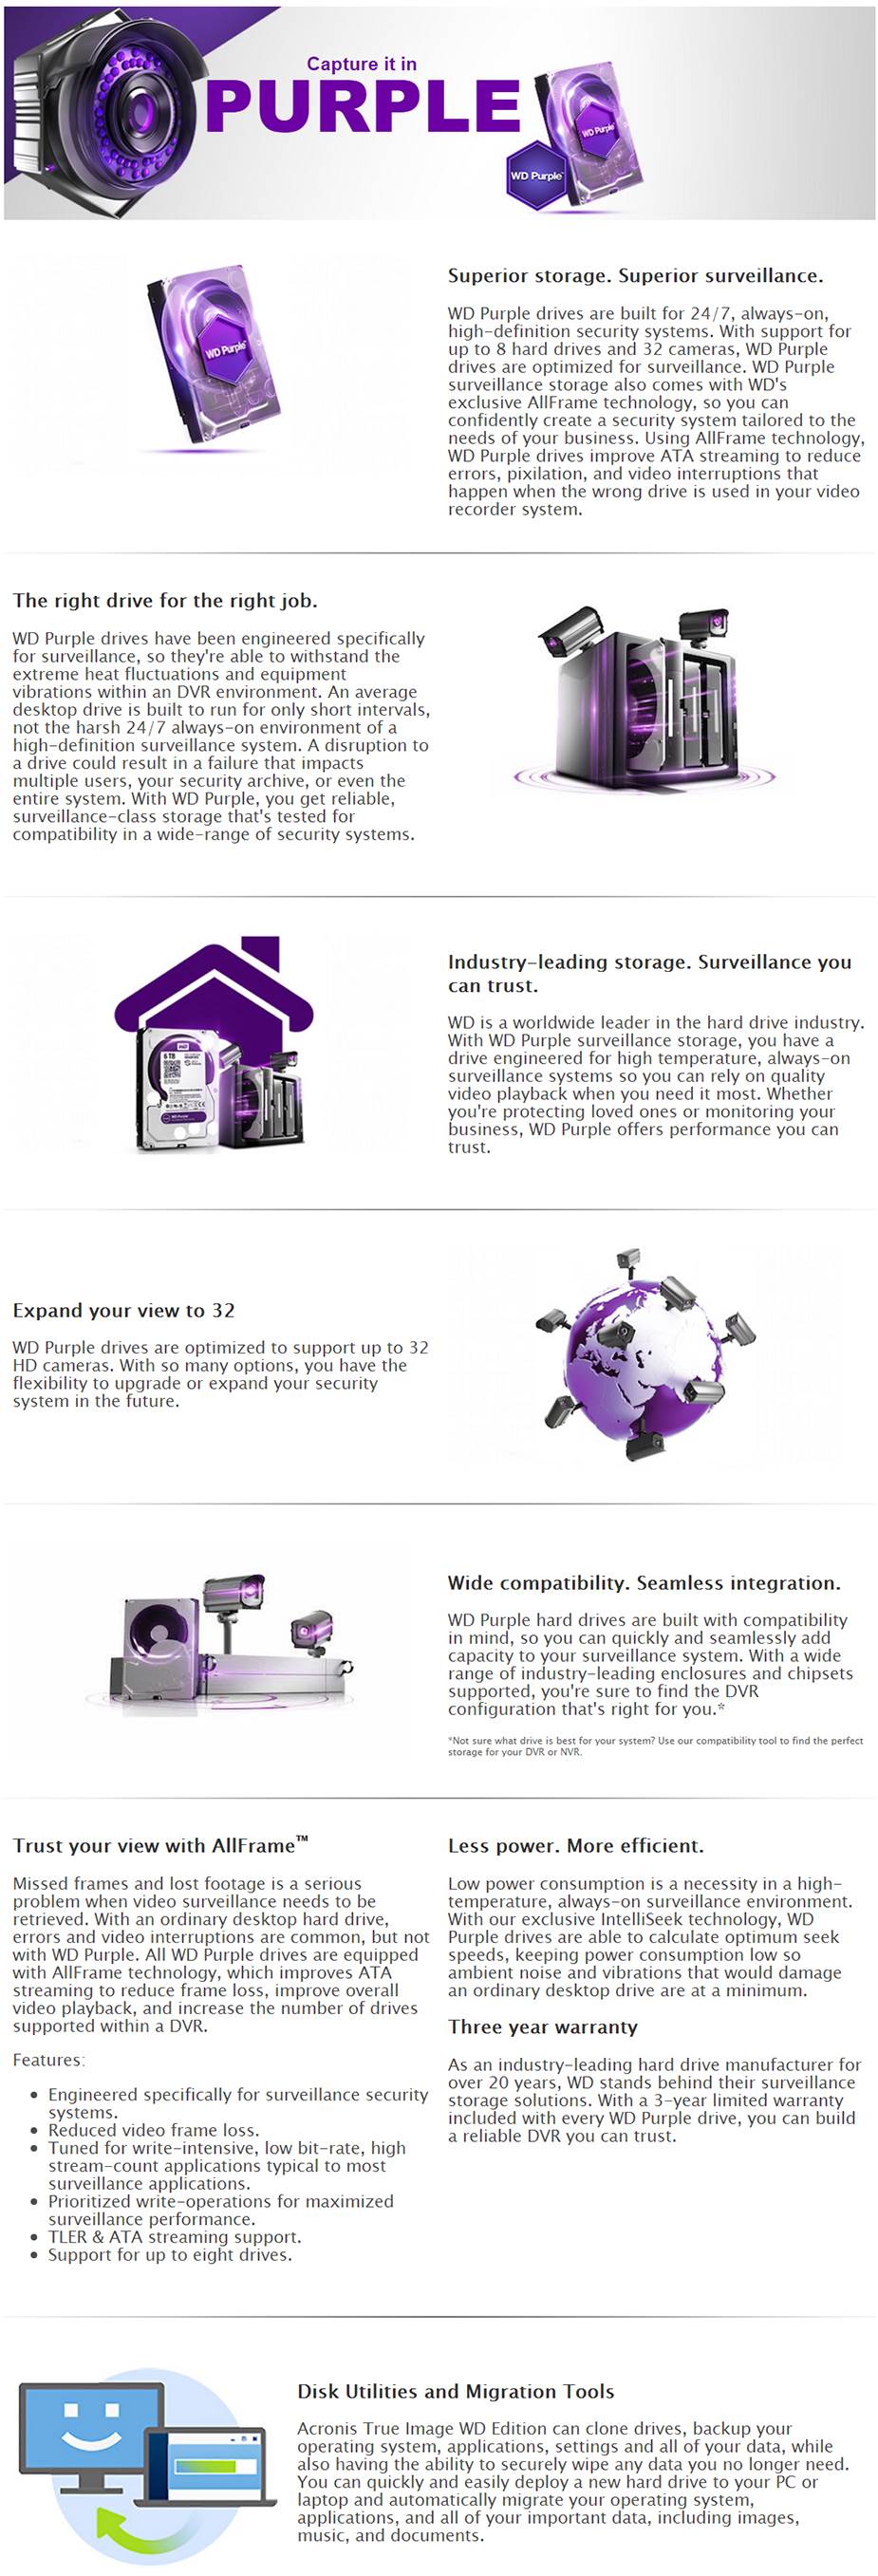 Capture it in
PURPLE
WD Purple™
WD Purple™
Superior storage. Superior surveillance.
WD Purple™
WD Purple drives are built for 24/7, always-on,
high-definition security systems. With support for
up to 8 hard drives and 32 cameras, WD Purple
drives are optimized for surveillance. WD Purple
surveillance storage also comes with WD's
exclusive AllFrame technology, so you can
confidently create a security system tailored to the
needs of your business. Using AllFrame technology,
WD Purple drives improve ATA streaming to reduce
errors, pixilation, and video interruptions that
happen when the wrong drive is used in your video
recorder system.
The right drive for the right job.
WD Purple drives have been engineered specifically
for surveillance, so they're able to withstand the
extreme heat fluctuations and equipment
vibrations within an DVR environment. An average
desktop drive is built to run for only short intervals,
not the harsh 24/7 always-on environment of a
high-definition surveillance system. A disruption to
a drive could result in a failure that impacts
multiple users, your security archive, or even the
entire system. With WD Purple, you get reliable,
surveillance-class storage that's tested for
compatibility in a wide-range of security systems.
Industry-leading storage. Surveillance you
can trust.
WD is a worldwide leader in the hard drive industry.
With WD Purple surveillance storage, you have a
drive engineered for high temperature, always-on
surveillance systems so you can rely on quality
video playback when you need it most. Whether
you're protecting loved ones or monitoring your
business, WD Purple offers performance you can
trust.
WD
6 TB
Expand your view to 32
WD Purple drives are optimized to support up to 32
HD cameras. With so many options, you have the
flexibility to upgrade or expand your security
system in the future.
Wide compatibility. Seamless integration.
WD Purple hard drives are built with compatibility
in mind, so you can quickly and seamlessly add
capacity to your surveillance system. With a wide
range of industry-leading enclosures and chipsets
supported, you're sure to find the DVR
configuration that's right for you.*
*Not sure what drive is best for your system? Use our compatibility tool to find the perfect
storage for your DVR or NVR.
Trust your view with AllFrame™
Missed frames and lost footage is a serious
problem when video surveillance needs to be
retrieved. With an ordinary desktop hard drive,
errors and video interruptions are common, but not
with WD Purple. All WD Purple drives are equipped
with AllFrame technology, which improves ATA
streaming to reduce frame loss, improve overall
video playback, and increase the number of drives
supported within a DVR.
Features:
• Engineered specifically for surveillance security
systems.
• Reduced video frame loss.
• Tuned for write-intensive, low bit-rate, high
stream-count applications typical to most
surveillance applications.
• Prioritized write-operations for maximized
surveillance performance.
• TLER & ATA streaming support.
• Support for up to eight drives.
Less power. More efficient.
Low power consumption is a necessity in a high-
temperature, always-on surveillance environment.
With our exclusive IntelliSeek technology, WD
Purple drives are able to calculate optimum seek
speeds, keeping power consumption low so
ambient noise and vibrations that would damage
an ordinary desktop drive are at a minimum.
Three year warranty
As an industry-leading hard drive manufacturer for
over 20 years, WD stands behind their surveillance
storage solutions. With a 3-year limited warranty
included with every WD Purple drive, you can build
a reliable DVR you can trust.
Disk Utilities and Migration Tools
Acronis True Image WD Edition can clone drives, backup your
operating system, applications, settings and all of your data, while
also having the ability to securely wipe any data you no longer need.
You can quickly and easily deploy a new hard drive to your PC or
laptop and automatically migrate your operating system,
applications, and all of your important data, including images,
music, and documents.